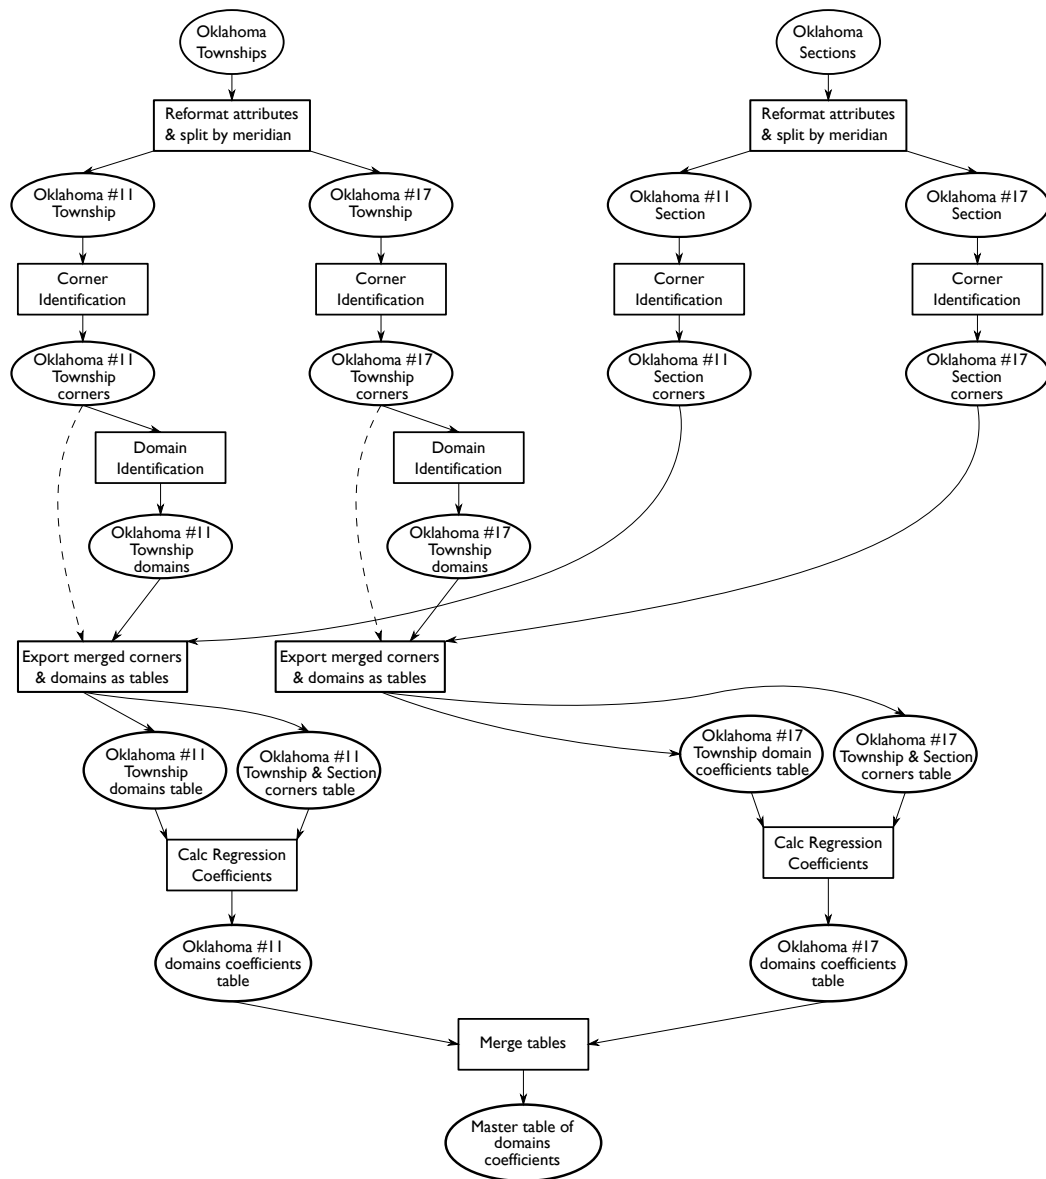 Oklahoma
Townships
Oklahoma
Sections
Reformat attributes
& split by meridian
Reformat attributes
& split by meridian
Oklahoma #11
Township
Oklahoma #17
Township
Oklahoma #11
Section
Oklahoma #17
Section
Corner
Identification
Corner
Identification
Corner
Identification
Corner
Identification
Oklahoma #11
Township
corners
Oklahoma #17
Township
corners
Oklahoma #11
Section
corners
Oklahoma #17
Section
corners
Domain
Identification
Domain
Identification
Oklahoma #11
Township
domains
Oklahoma #17
Township
domains
Export merged corners
& domains as tables
Export merged corners
& domains as tables
Oklahoma #11
Township
domains table
Oklahoma #11
Township & Section
corners table
Oklahoma #17
Township domain
coefficients table
Oklahoma #17
Township & Section
corners table
Calc Regression
Coefficients
Calc Regression
Coefficients
Oklahoma #11
domains coefficients
table
Oklahoma #17
domains coefficients
table
Merge tables
Master table of
domains
coefficients